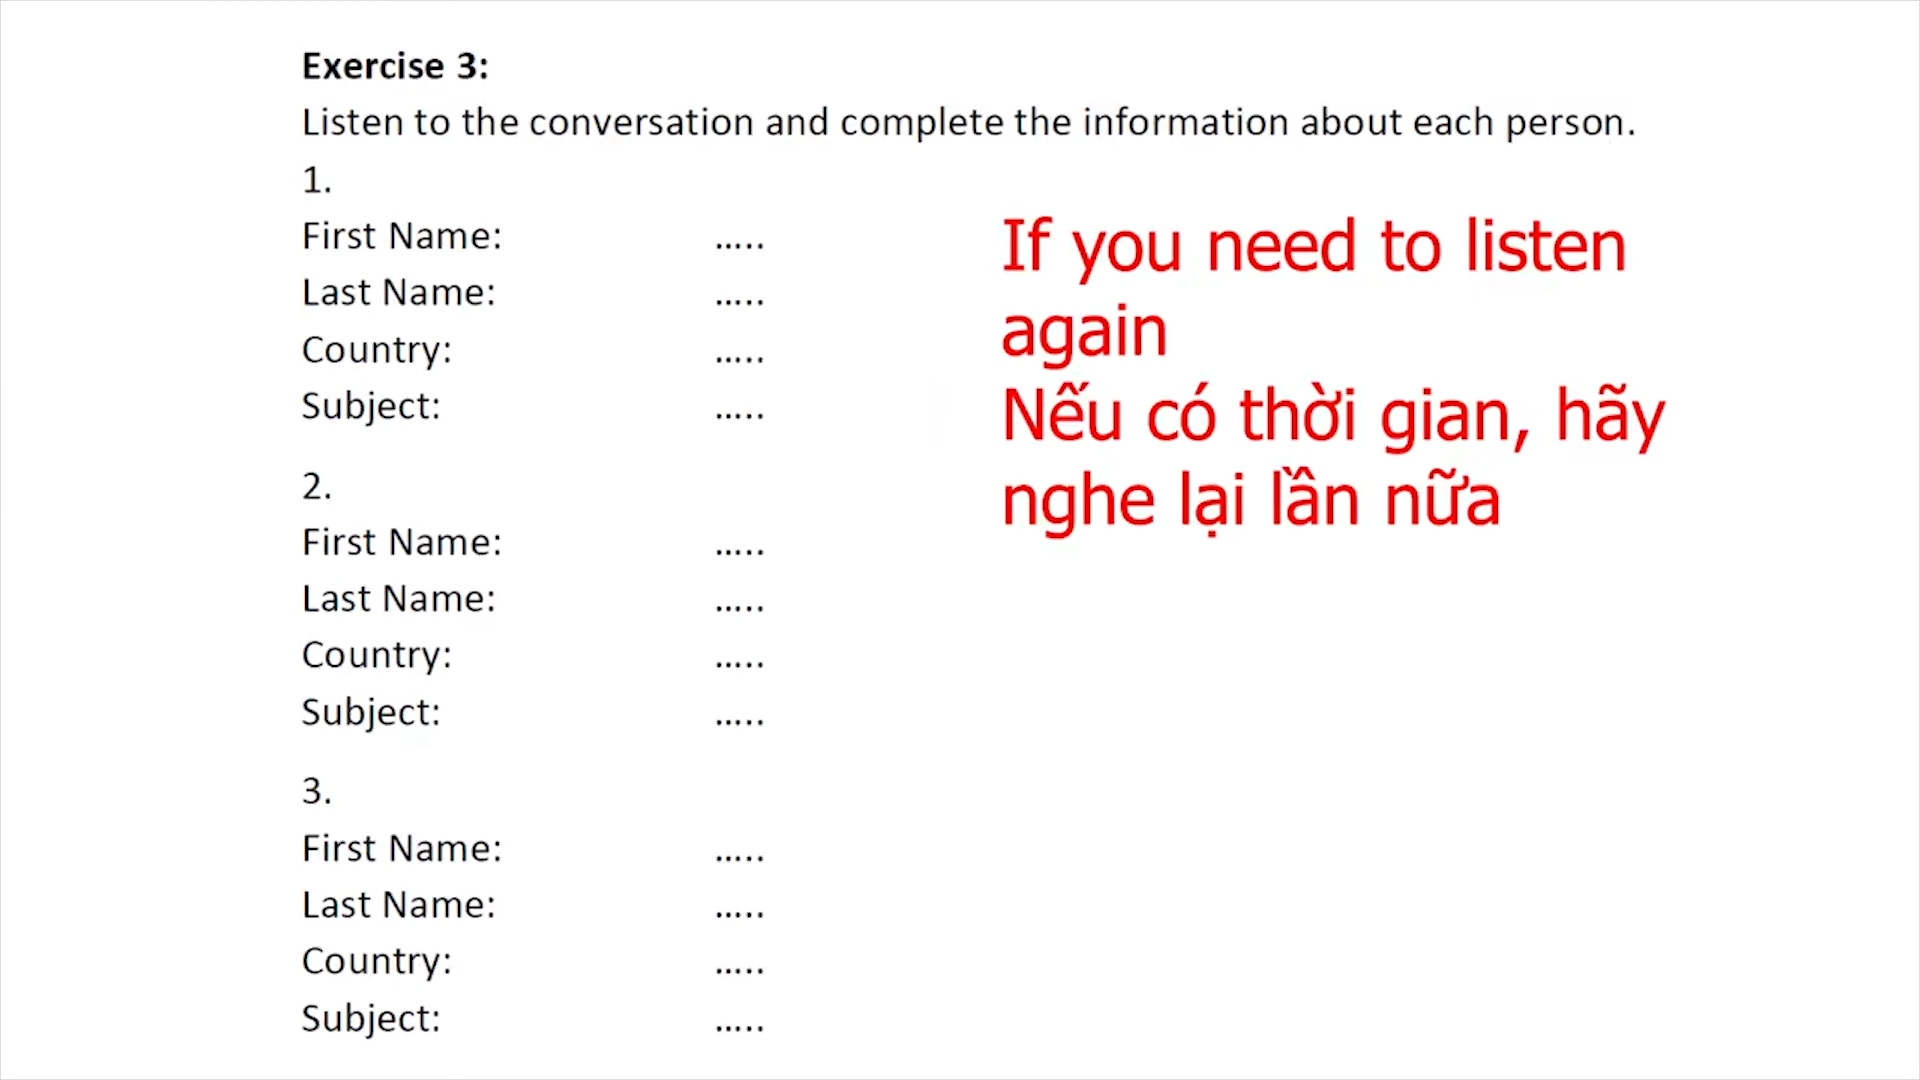 Exercise 3:
Listen to the conversation and complete the information about each person.
1.
First Name: .....
Last Name: .....
Country: .....
Subject: .....
If you need to listen
again
Nếu có thời gian, hãy
nghe lại lần nữa
2.
First Name: .....
Last Name: .....
Country: .....
Subject: .....
3.
First Name: .....
Last Name: .....
Country: .....
Subject: .....